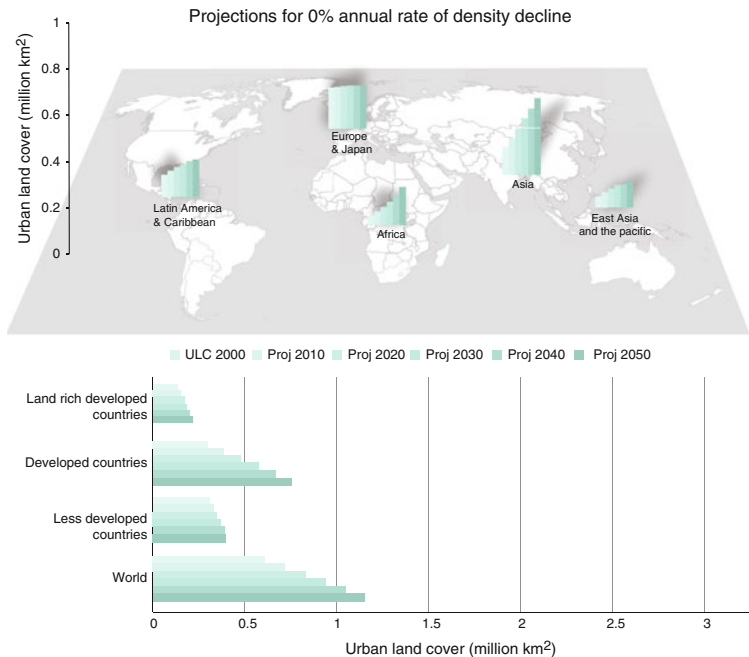 Projections for 0% annual rate of density decline
Urban land cover (million km²)
1
0.8
0.6
0.4
0.2
0
Europe
& Japan
Asia
Latin America
& Caribbean
Africa
East Asia
and the pacific
ULC 2000 Proj 2010 Proj 2020 Proj 2030 Proj 2040 Proj 2050
Land rich developed
countries
Developed countries
Less developed
countries
World
0 0.5 1 1.5 2 2.5 3
Urban land cover (million km²)